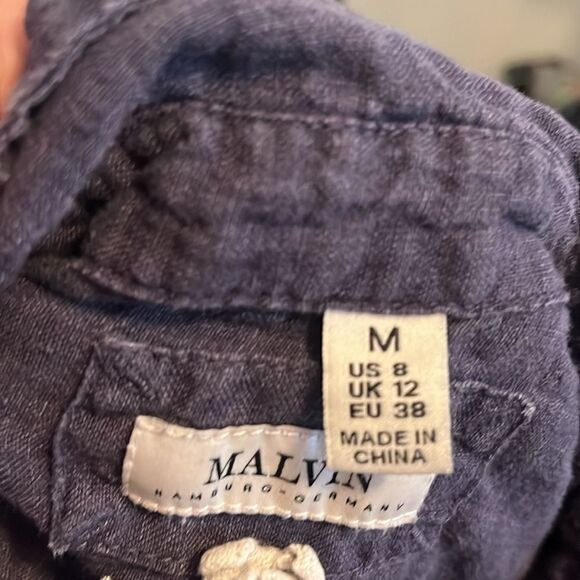 M
US 8
UK 12
EU 38
MADE IN
CHINA
MALVIN
HAMBURG-GERMANY